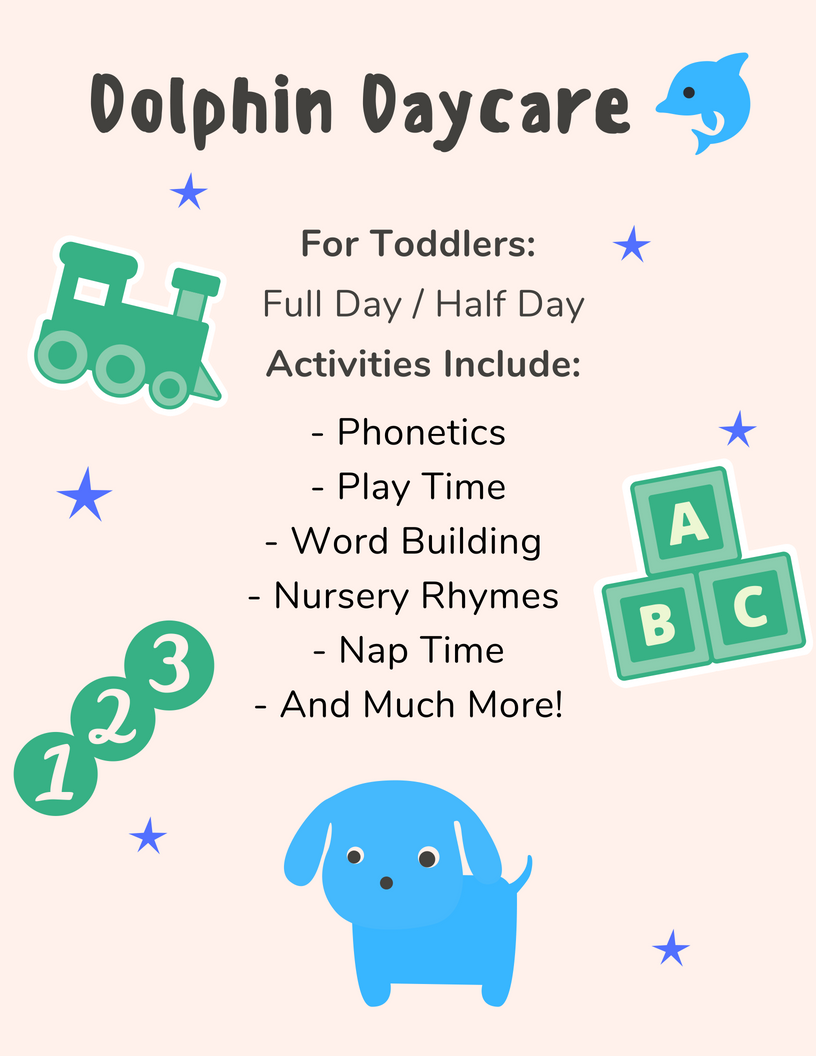 Dolphin Daycare
For Toddlers:
Full Day / Half Day
Activities Include:
- Phonetics
- Play Time
- Word Building
- Nursery Rhymes
- Nap Time
- And Much More!
A
B C
3
2
1